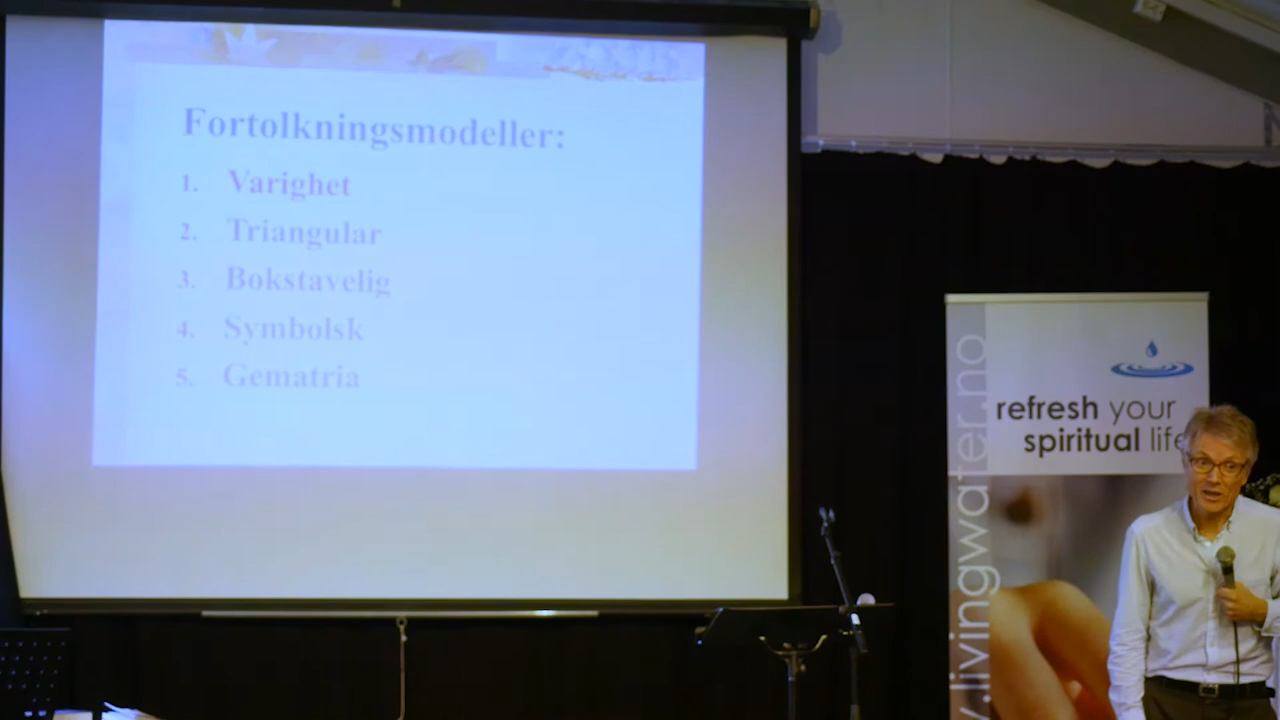 Fortolkningsmodeller:
1. Varighet
2. Triangular
3. Bokstavelig
4. Symbolsk
5. Gematria
refresh your
spiritual life
.livingwater.no